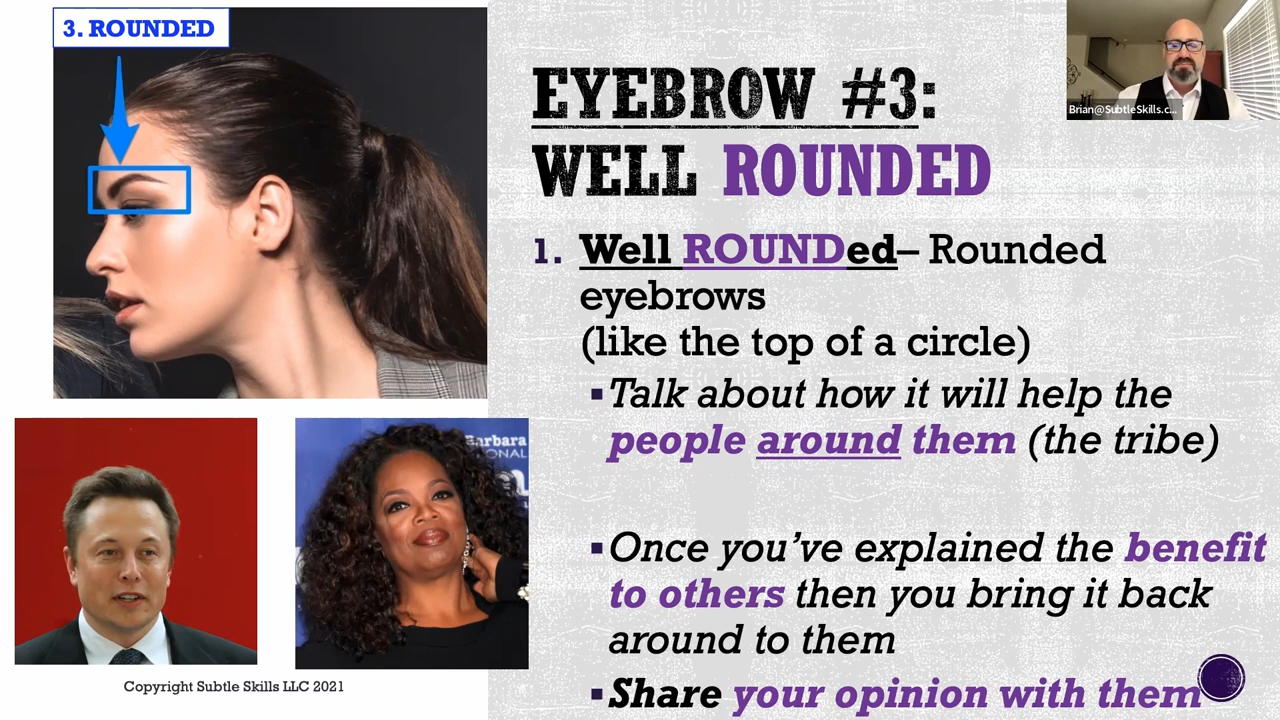 3. ROUNDED
EYEBROW #3:
WELL ROUNDED
Brian@SubtleSkills.c...
1. Well ROUNDed– Rounded
eyebrows
(like the top of a circle)
▪Talk about how it will help the
people around them (the tribe)
▪Once you’ve explained the benefit
to others then you bring it back
around to them
▪Share your opinion with them
Barbara
ONAL
Copyright Subtle Skills LLC 2021